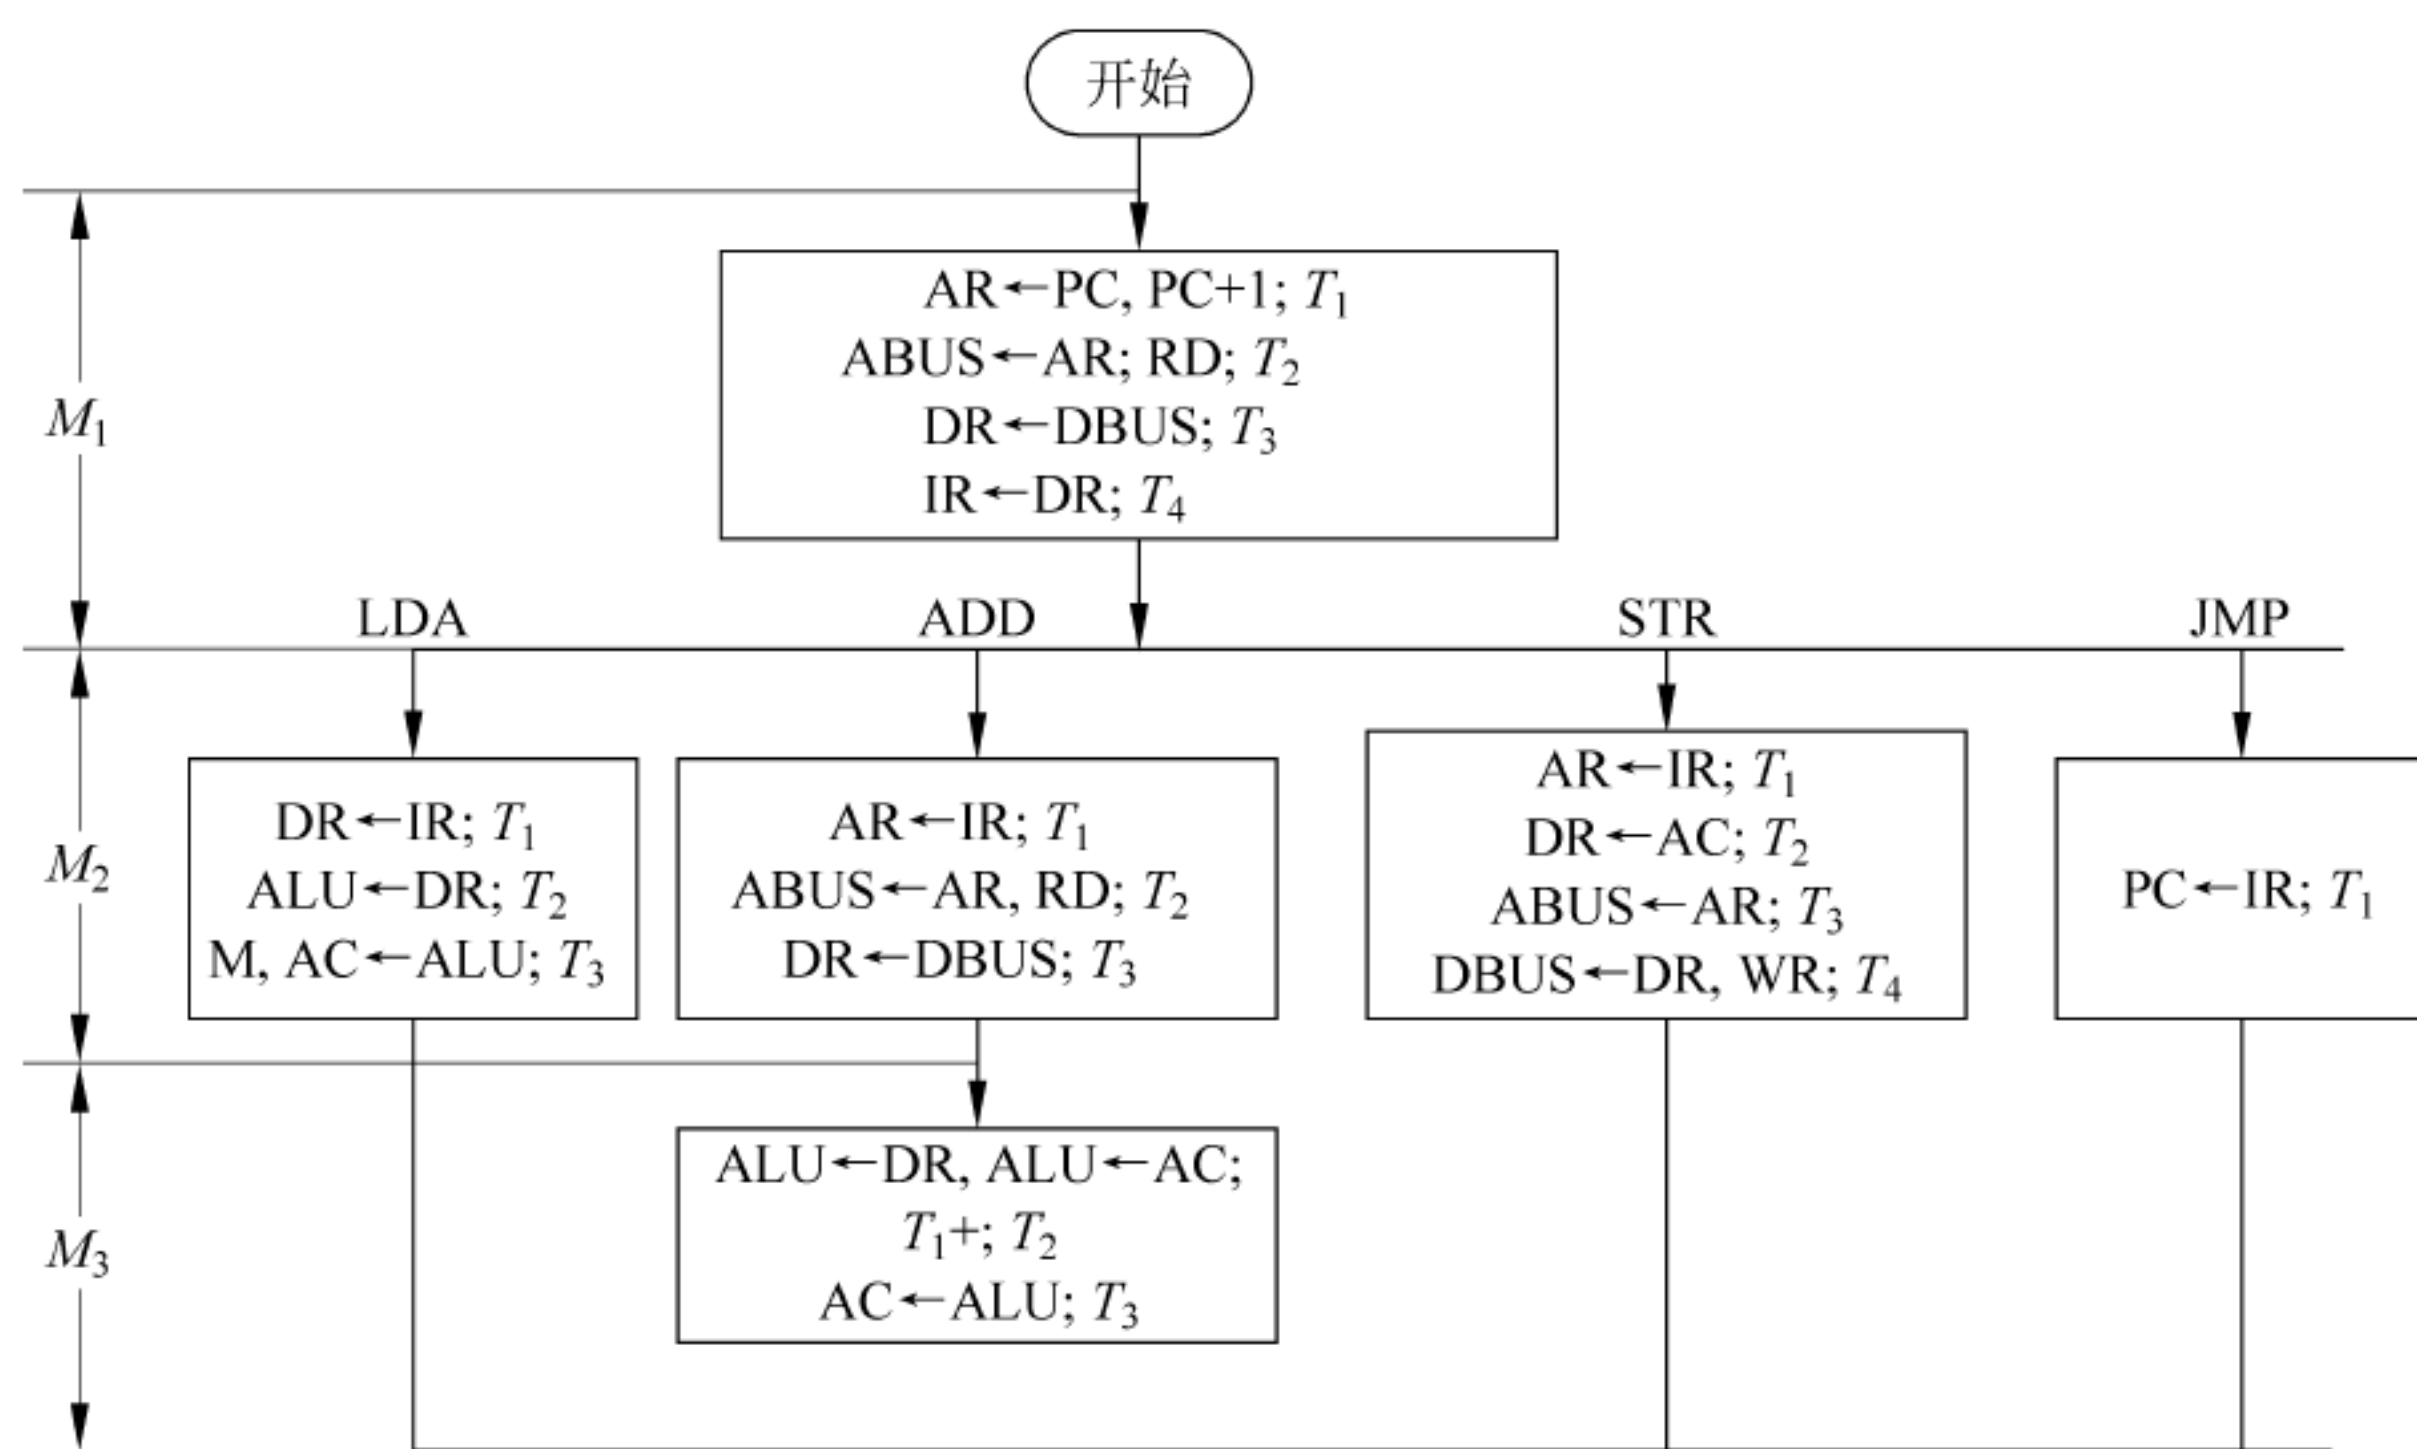 开始
AR←PC, PC+1; T1
ABUS←AR; RD; T2
DR←DBUS; T3
IR←DR; T4
M1
LDA
ADD
STR
JMP
M2
DR←IR; T1
ALU←DR; T2
M, AC←ALU; T3
AR←IR; T1
ABUS←AR, RD; T2
DR←DBUS; T3
AR←IR; T1
DR←AC; T2
ABUS←AR; T3
DBUS←DR, WR; T4
PC←IR; T1
M3
ALU←DR, ALU←AC;
T1+; T2
AC←ALU; T3